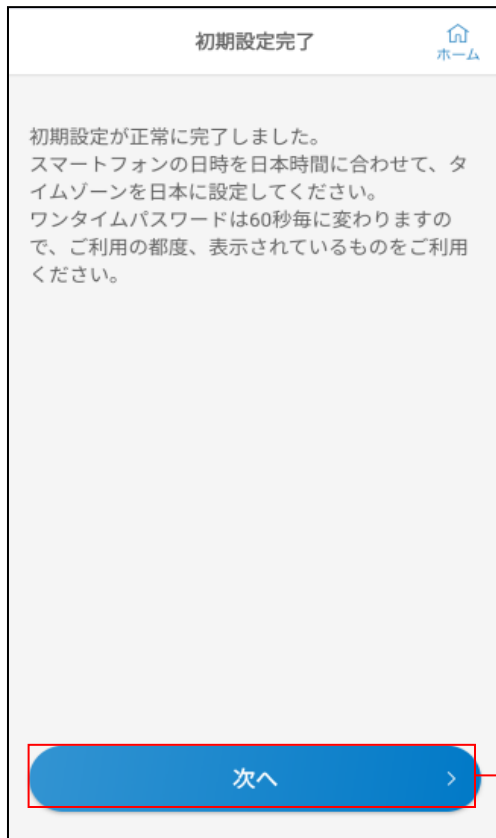 初期設定完了
ホーム
初期設定が正常に完了しました。
スマートフォンの日時を日本時間に合わせて、タ
イムゾーンを日本に設定してください。
ワンタイムパスワードは60秒毎に変わりますの
で、ご利用の都度、表示されているものをご利用
ください。
次へ